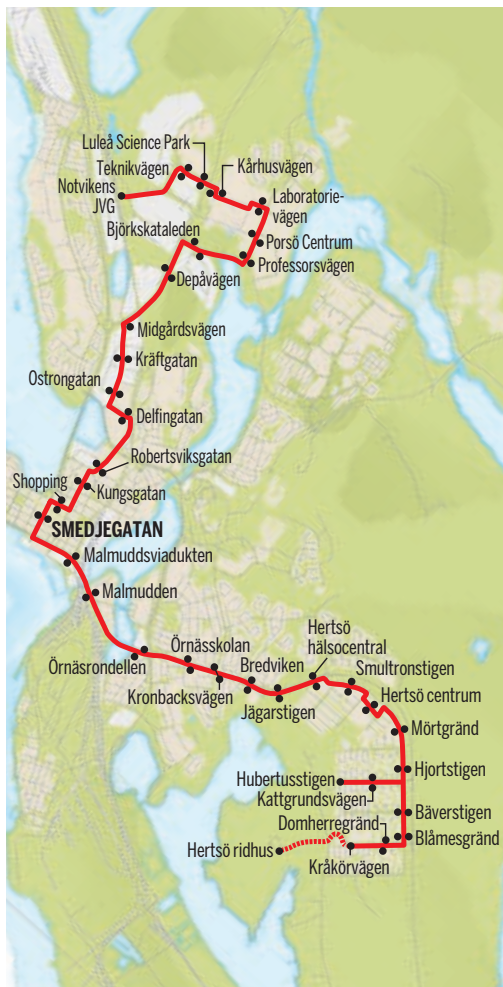 Luleå Science Park
Teknikvägen
Kårhusvägen
Notvikens
JVG
Laboratorie-
vägen
Björkskataleden
Porsö Centrum
Professorsvägen
Depåvägen
Midgårdsvägen
Kräftgatan
Ostrongatan
Delfingatan
Robertsviksgatan
Shopping
Kungsgatan
SMEDJEGATAN
Malmuddsviadukten
Malmudden
Örnäsrondellen
Örnässkolan
Kronbacksvägen
Bredviken
Jägarstigen
Hertsö
hälsocentral
Smultronstigen
Hertsö centrum
Mörtgränd
Hjortstigen
Hubertusstigen
Kattgrundsvägen
Bäverstigen
Domherregränd
Blåmesgränd
Hertsö ridhus
Kråkörvägen